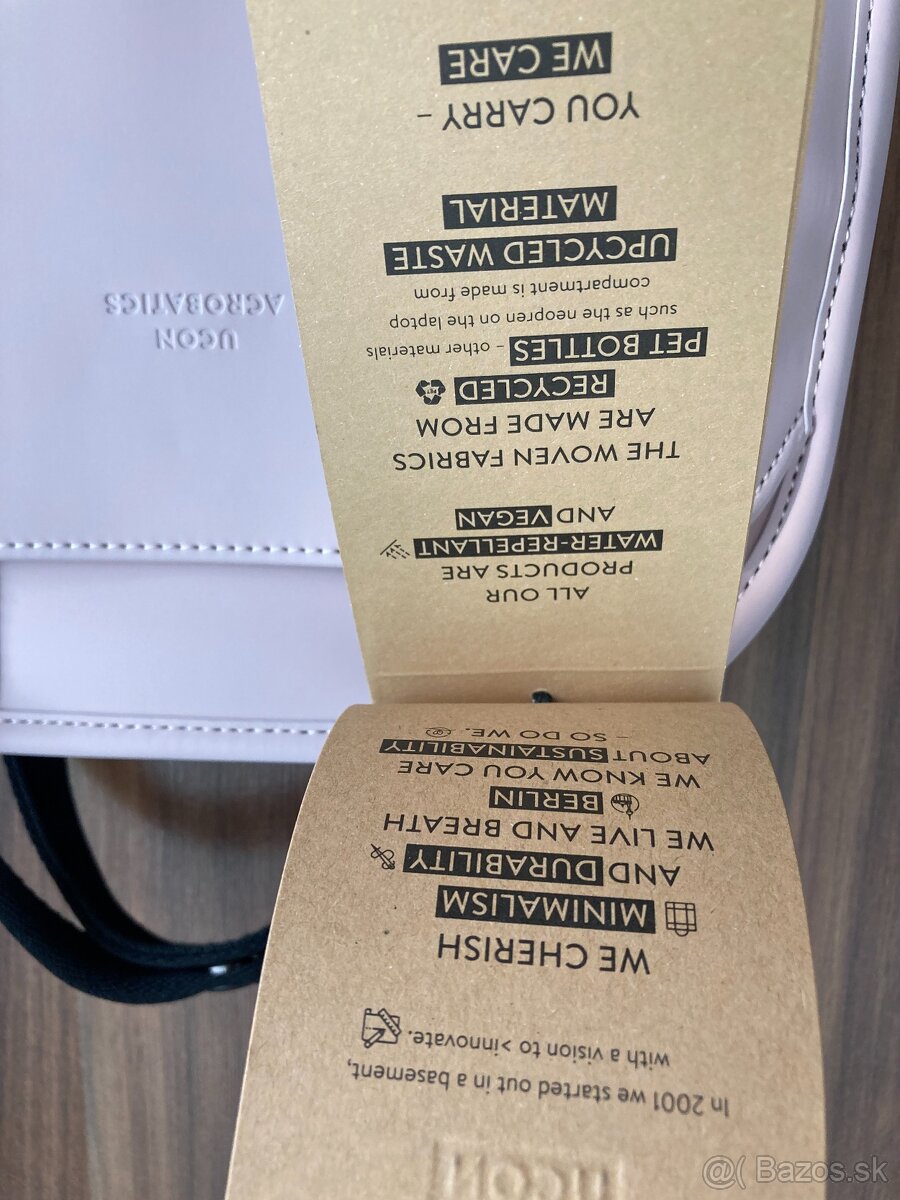 UCON
In 2001 we started out in a basement,
with a vision to >innovate.
WE CHERISH
MINIMALISM
AND DURABILITY
WE LIVE AND BREATH
BERLIN
WE KNOW YOU CARE
ABOUT SUSTAINABILITY
– SO DO WE.
ALL OUR
PRODUCTS ARE
WATER-REPELLANT
AND VEGAN
THE WOVEN FABRICS
ARE MADE FROM
RECYCLED
PET BOTTLES – other materials
such as the neopren on the laptop
compartment is made from
UPCYCLED WASTE
MATERIAL
YOU CARRY –
WE CARE
UCON
ACROBATICS
@( Bazos.sk